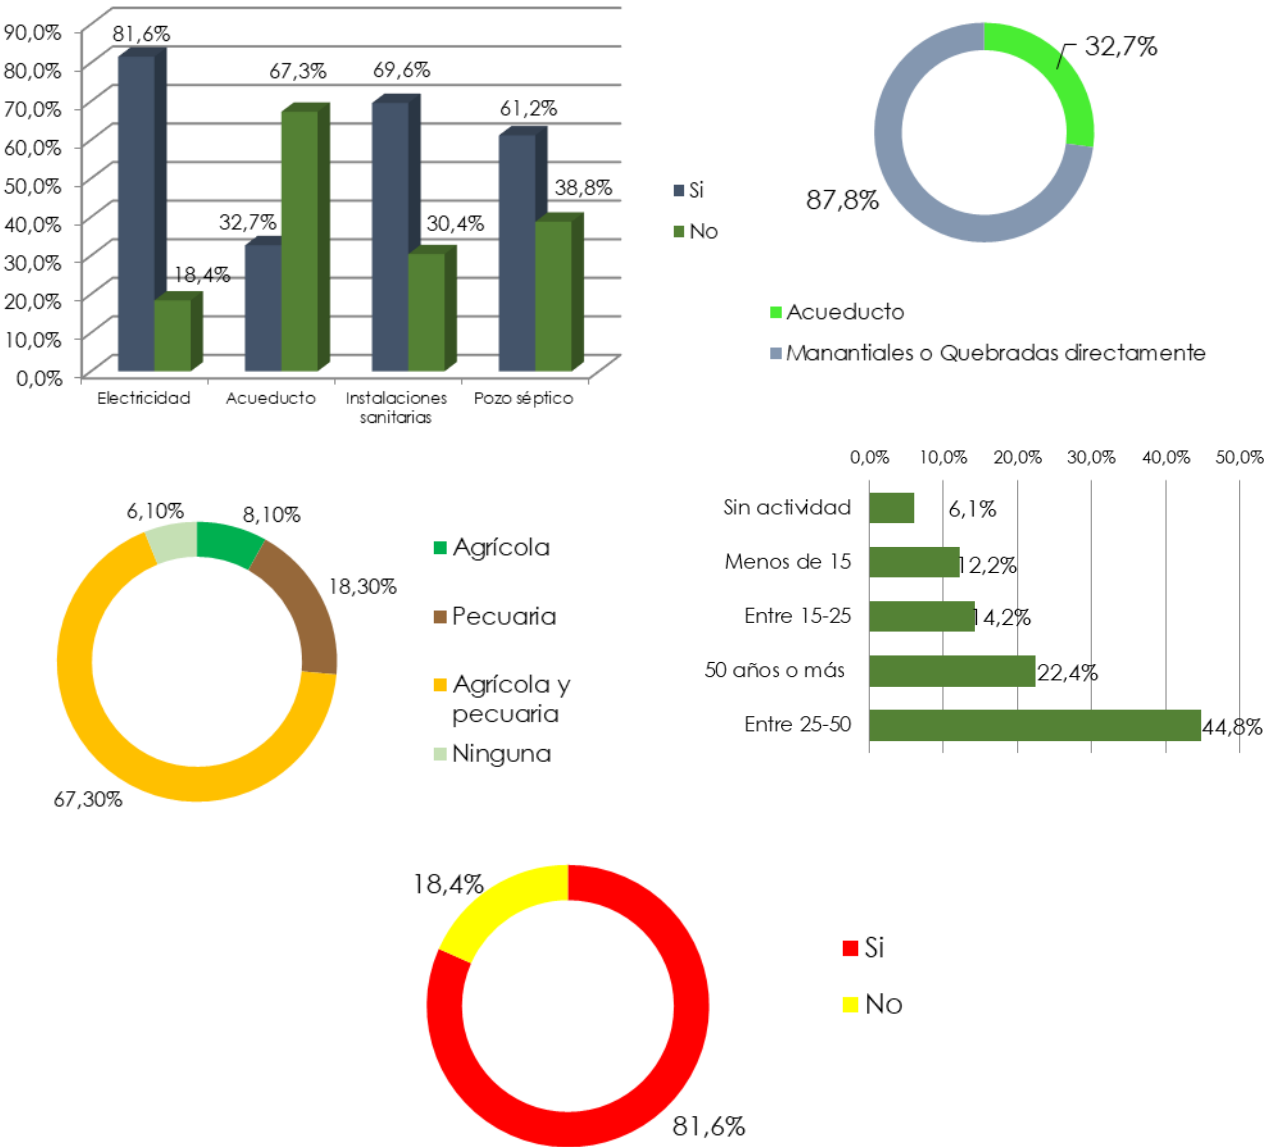 90,0%
80,0%
70,0%
60,0%
50,0%
40,0%
30,0%
20,0%
10,0%
0,0%
81,6%
18,4%
32,7%
67,3%
69,6%
30,4%
61,2%
38,8%
Electricidad
Acueducto
Instalaciones
sanitarias
Pozo séptico
Si
No
32,7%
87,8%
Acueducto
Manantiales o Quebradas directamente
6,10%
8,10%
18,30%
67,30%
Agrícola
Pecuaria
Agrícola y
pecuaria
Ninguna
0,0% 10,0% 20,0% 30,0% 40,0% 50,0%
Sin actividad 6,1%
Menos de 15 12,2%
Entre 15-25 14,2%
50 años o más 22,4%
Entre 25-50 44,8%
18,4%
81,6%
Si
No